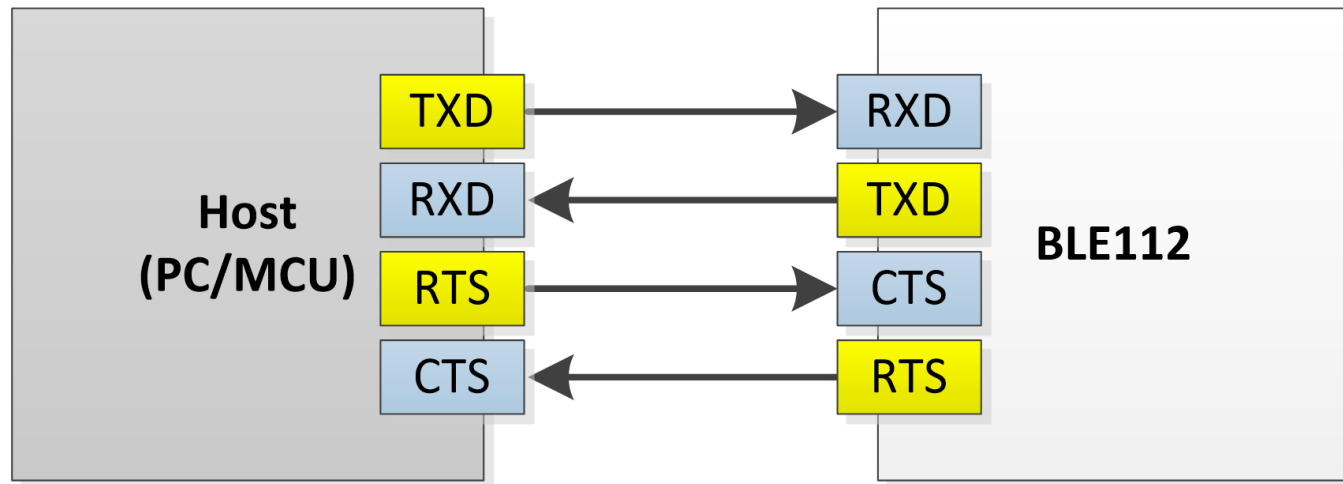 TXD
RXD
RXD
TXD
Host
(PC/MCU)
BLE112
RTS
CTS
CTS
RTS